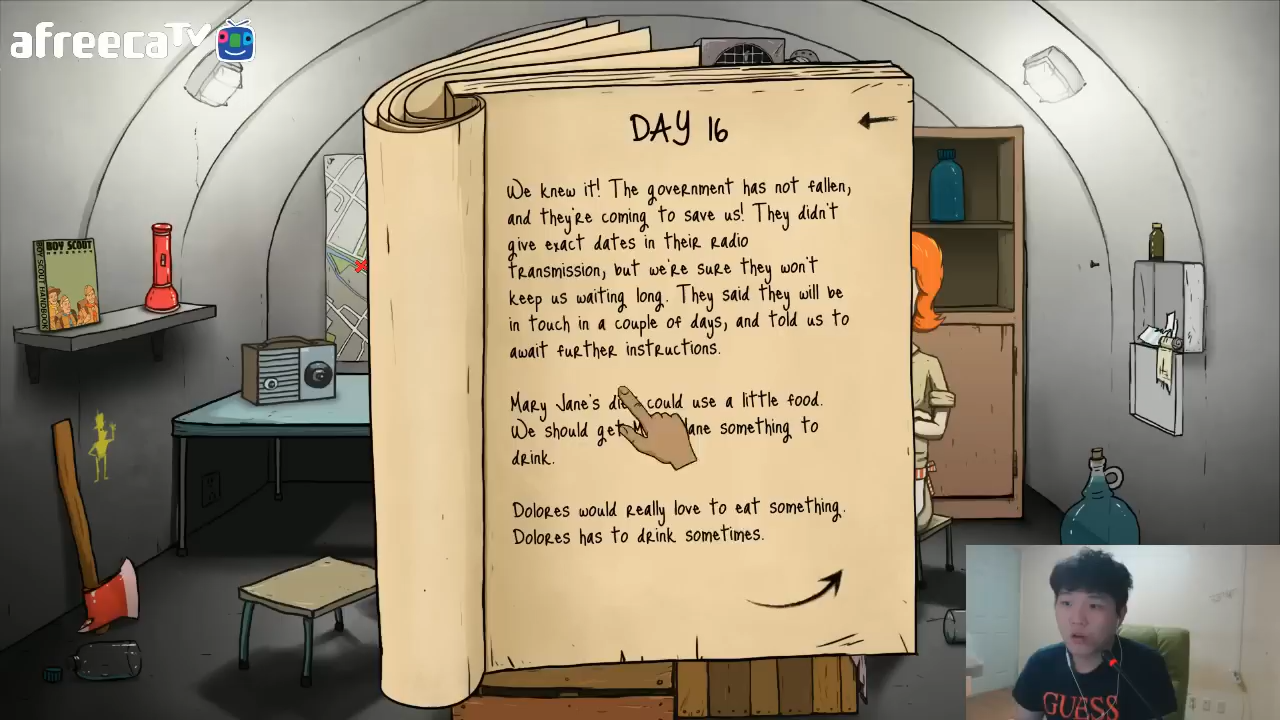 afreecaTV
DAY 16
We knew it! The government has not fallen,
and they're coming to save us! They didn't
give exact dates in their radio
transmission, but we're sure they won't
keep us waiting long. They said they will be
in touch in a couple of days, and told us to
await further instructions.
Mary Jane's could use a little food.
We should get something to
drink.
Dolores would really love to eat something.
Dolores has to drink sometimes.
BOY SCOUT
BOY SCOUT HANDBOOK
GUESS